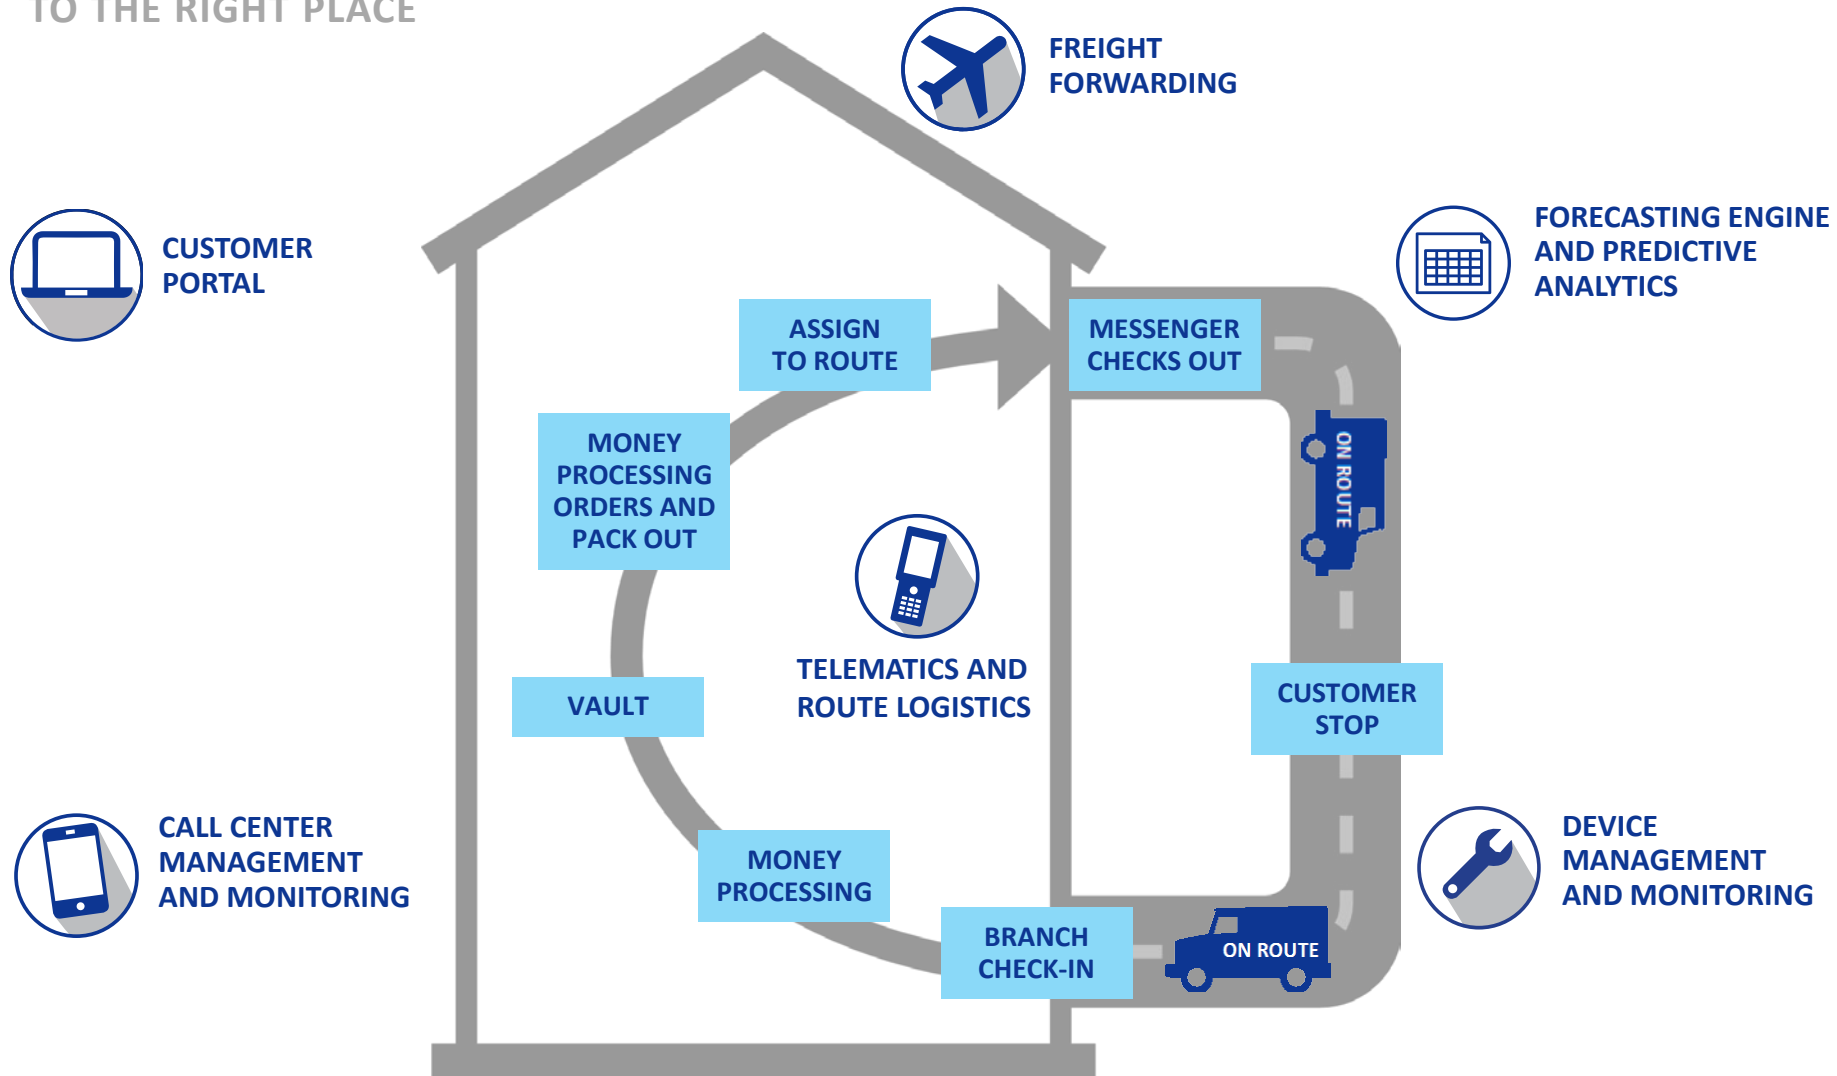 TO THE RIGHT PLACE
FREIGHT
FORWARDING
CUSTOMER
PORTAL
FORECASTING ENGINE
AND PREDICTIVE
ANALYTICS
ASSIGN
TO ROUTE
MESSENGER
CHECKS OUT
MONEY
PROCESSING
ORDERS AND
PACK OUT
ON ROUTE
TELEMATICS AND
ROUTE LOGISTICS
VAULT
CUSTOMER
STOP
CALL CENTER
MANAGEMENT
AND MONITORING
MONEY
PROCESSING
DEVICE
MANAGEMENT
AND MONITORING
BRANCH
CHECK-IN
ON ROUTE